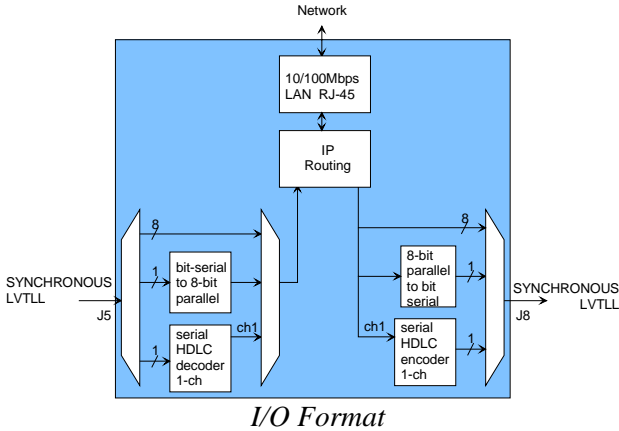 Network
10/100Mbps
LAN RJ-45
IP
Routing
8
8
1
bit-serial
to 8-bit
parallel
8-bit
parallel
to bit
serial
1
SYNCHRONOUS
LVTLL
J5
SYNCHRONOUS
LVTLL
J8
1
serial
HDLC
decoder
1-ch
ch1
ch1
serial
HDLC
encoder
1-ch
1
I/O Format